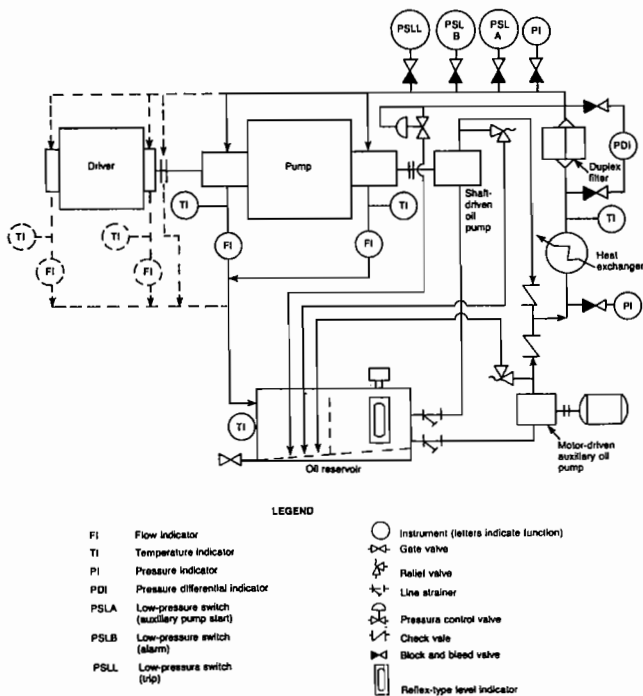 PSLL
PSL
B
PSL
A
PI
Driver
Pump
PDI
Duplex
filter
TI
TI
Shaft-
driven oil
pump
TI
TI
TI
FI
FI
Heat
exchanger
FI
FI
PI
TI
Oil reservoir
Motor-driven
auxillary oil
pump
LEGEND
FI Flow indicator
TI Temperature indicator
PI Pressure indicator
PDI Pressure differential indicator
PSLA Low-pressure switch
(auxiliary pump start)
PSLB Low-pressure switch
(alarm)
PSLL Low-pressure switch
(trip)
Instrument (letters indicate function)
Gate valve
Relief valve
Line strainer
Pressura control valve
Check vale
Block and bleed valve
Reflex-type level indicator